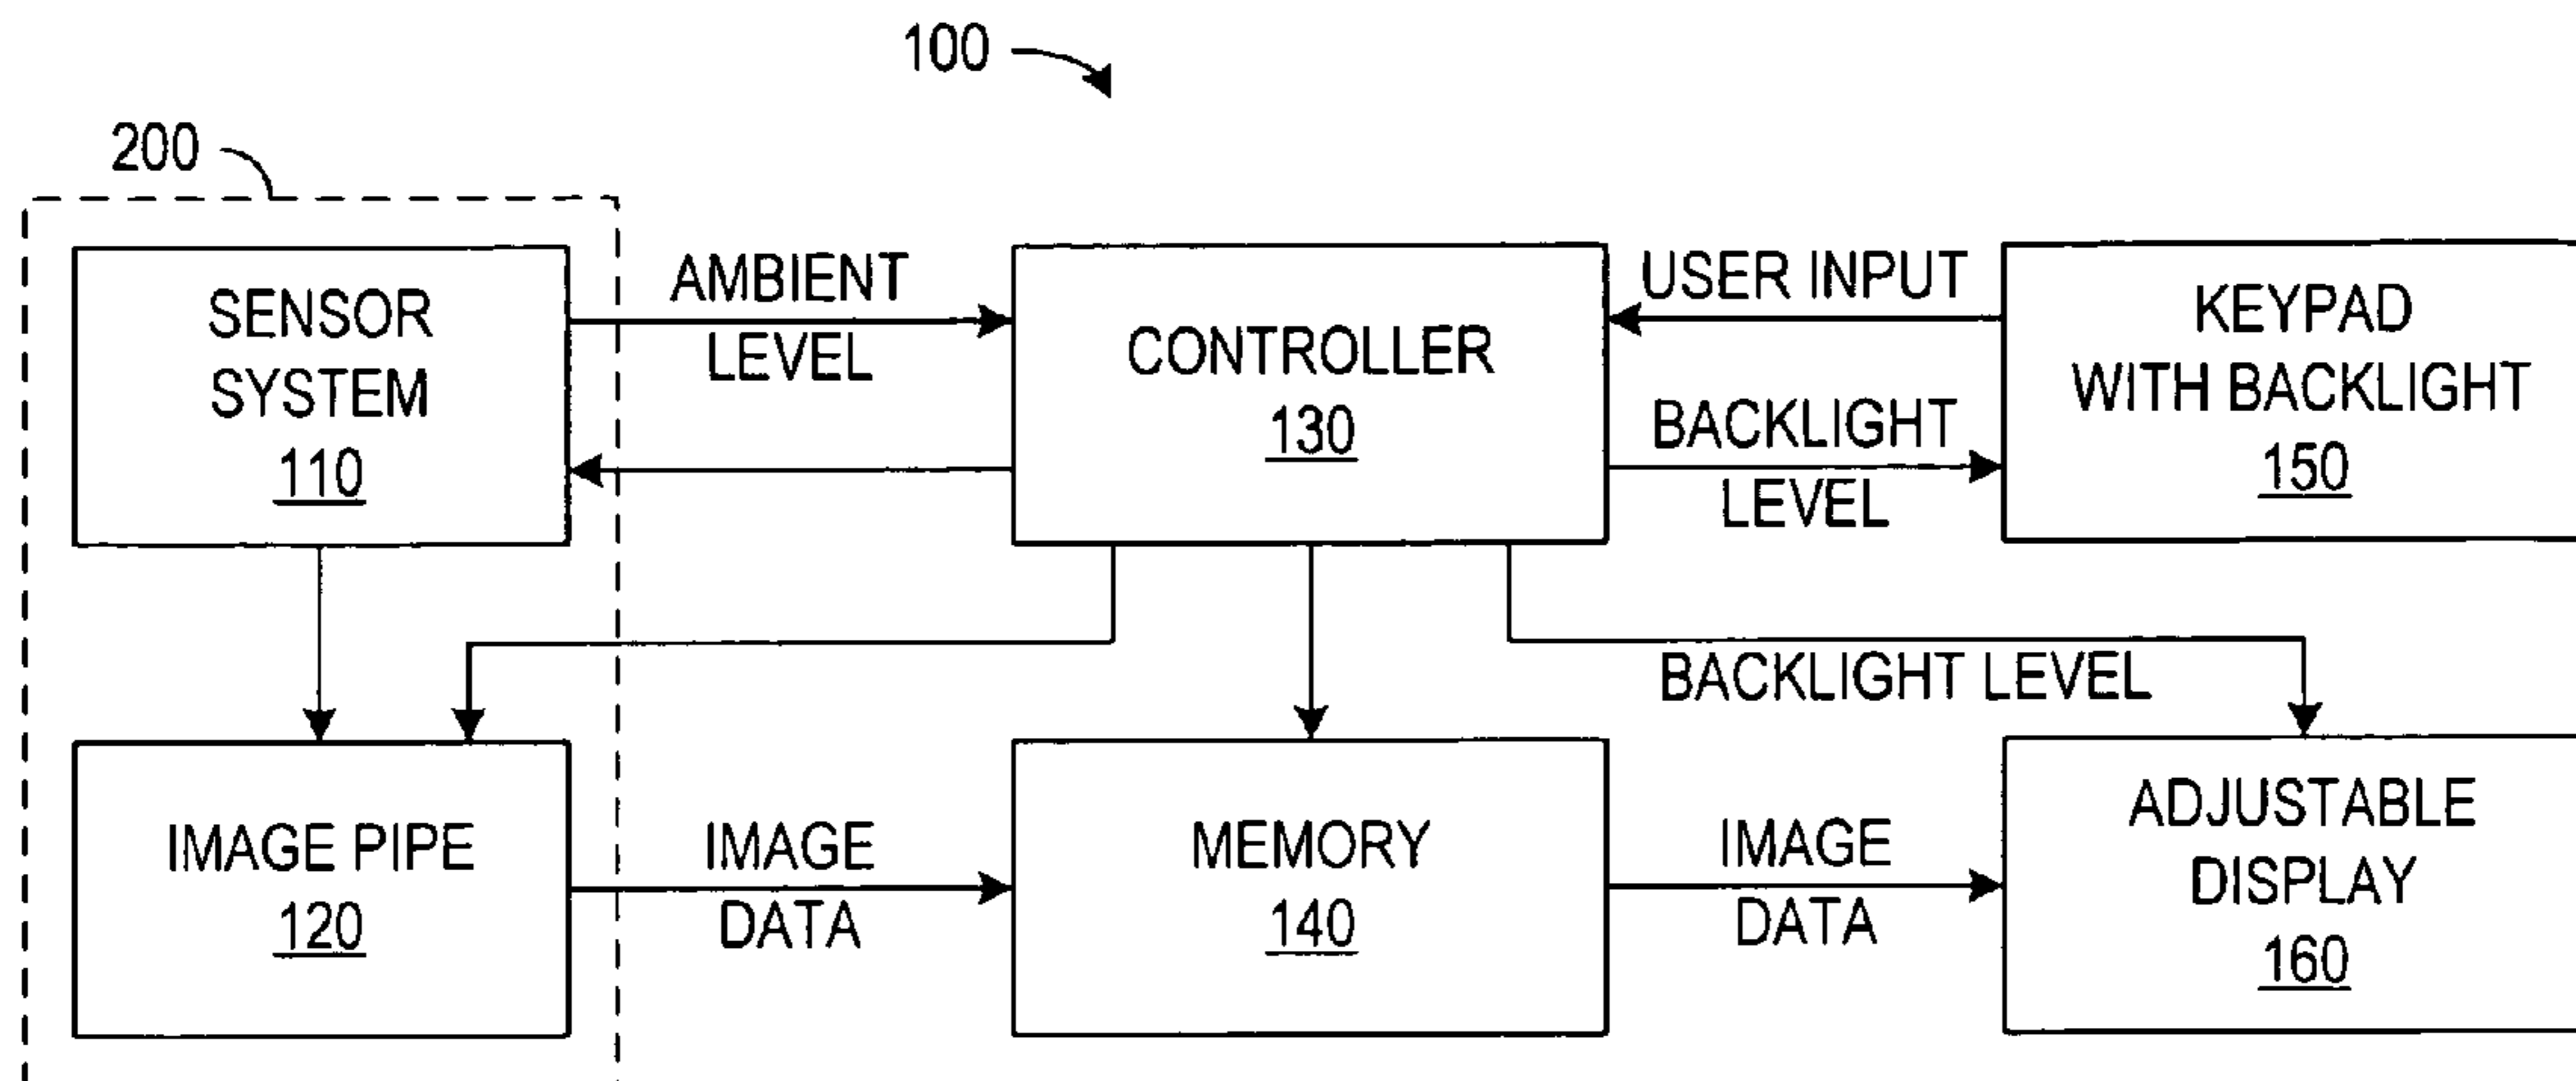 100
200
SENSOR
SYSTEM
110
AMBIENT
LEVEL
CONTROLLER
130
USER INPUT
BACKLIGHT
LEVEL
KEYPAD
WITH BACKLIGHT
150
BACKLIGHT LEVEL
IMAGE PIPE
120
IMAGE
DATA
MEMORY
140
IMAGE
DATA
ADJUSTABLE
DISPLAY
160